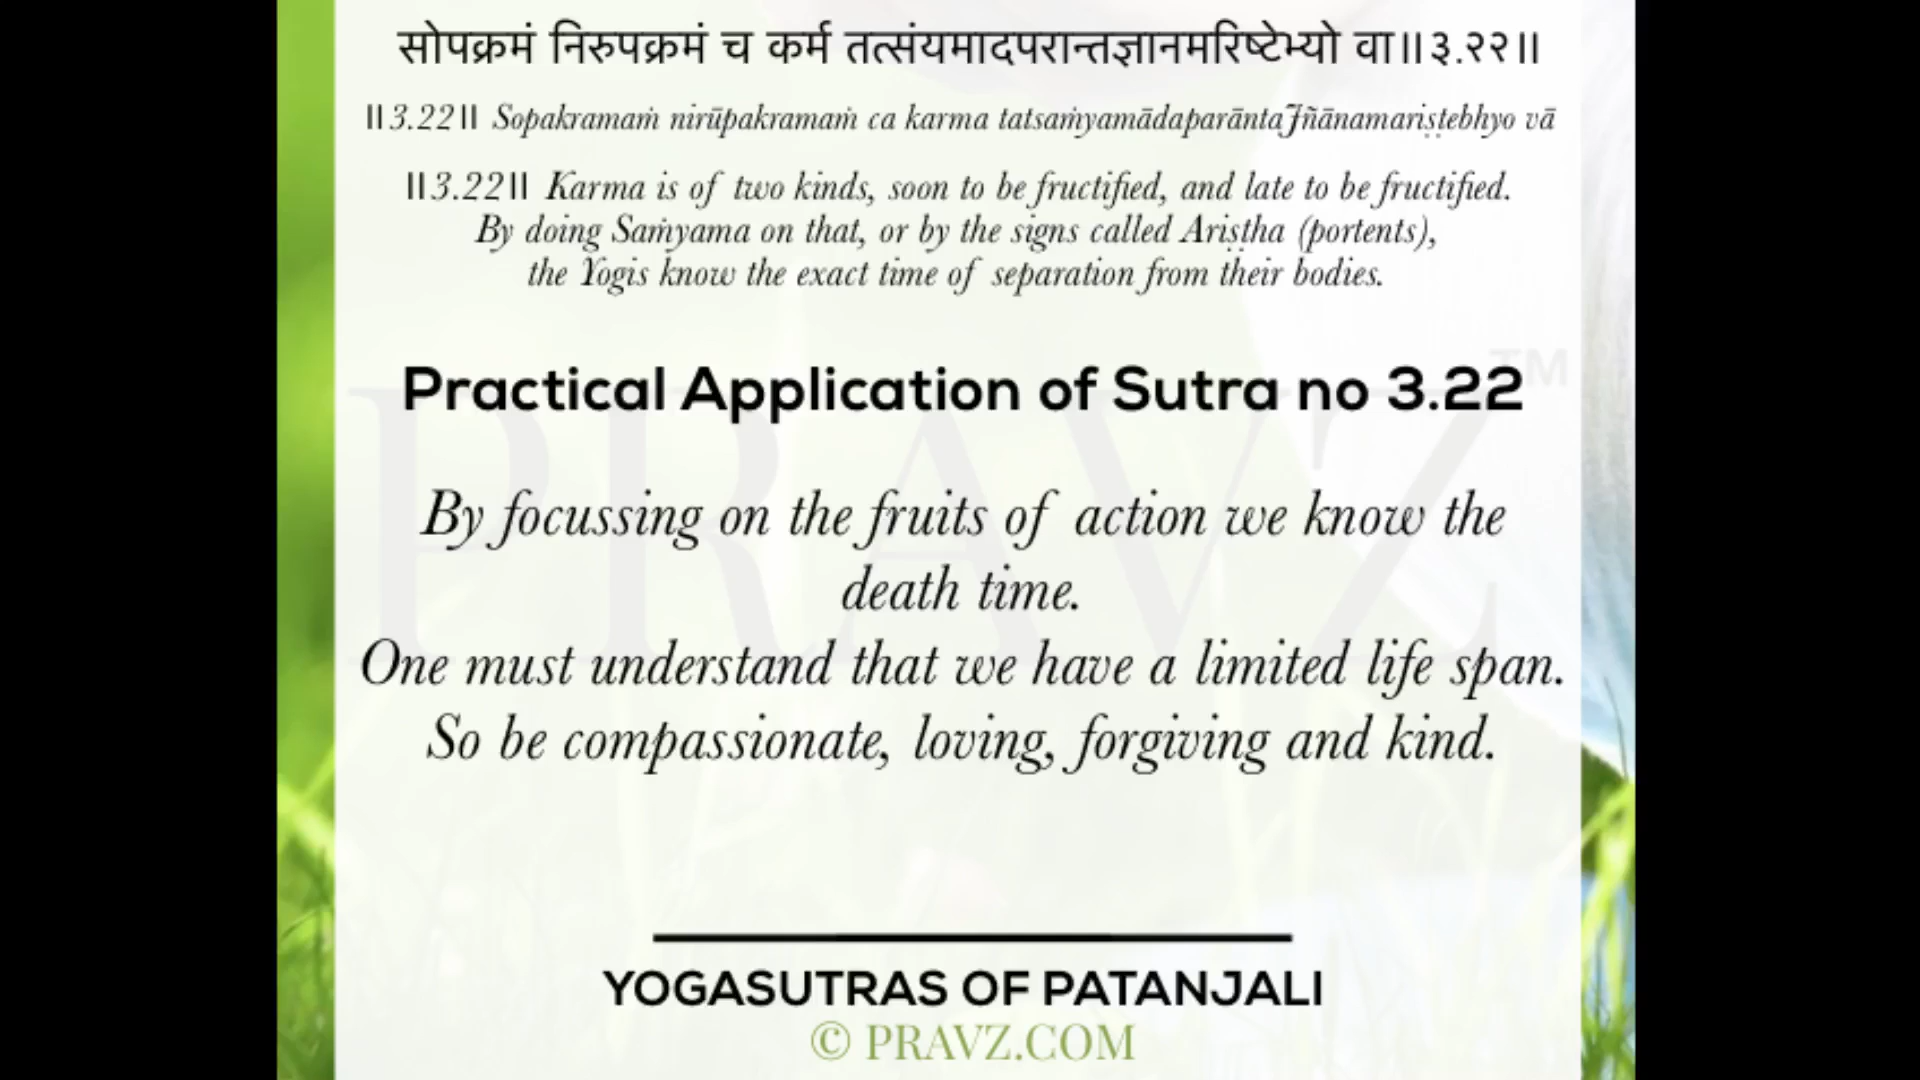 सोपक्रमं निरुपक्रमं च कर्म तत्संयमादपरान्तज्ञानमरिष्टेभ्यो वा॥३.२२॥
॥3.22॥ Sopakramaṁ nirūpakramaṁ ca karma tatsaṁyamādaparāntaJñānamariṣṭebhyo vā
॥3.22॥ Karma is of two kinds, soon to be fructified, and late to be fructified.
By doing Saṁyama on that, or by the signs called Ariṣṭha (portents),
the Yogis know the exact time of separation from their bodies.
TM
Practical Application of Sutra no 3.22
PRAVZ
By focussing on the fruits of action we know the
death time.
One must understand that we have a limited life span.
So be compassionate, loving, forgiving and kind.
YOGASUTRAS OF PATANJALI
© PRAVZ.COM